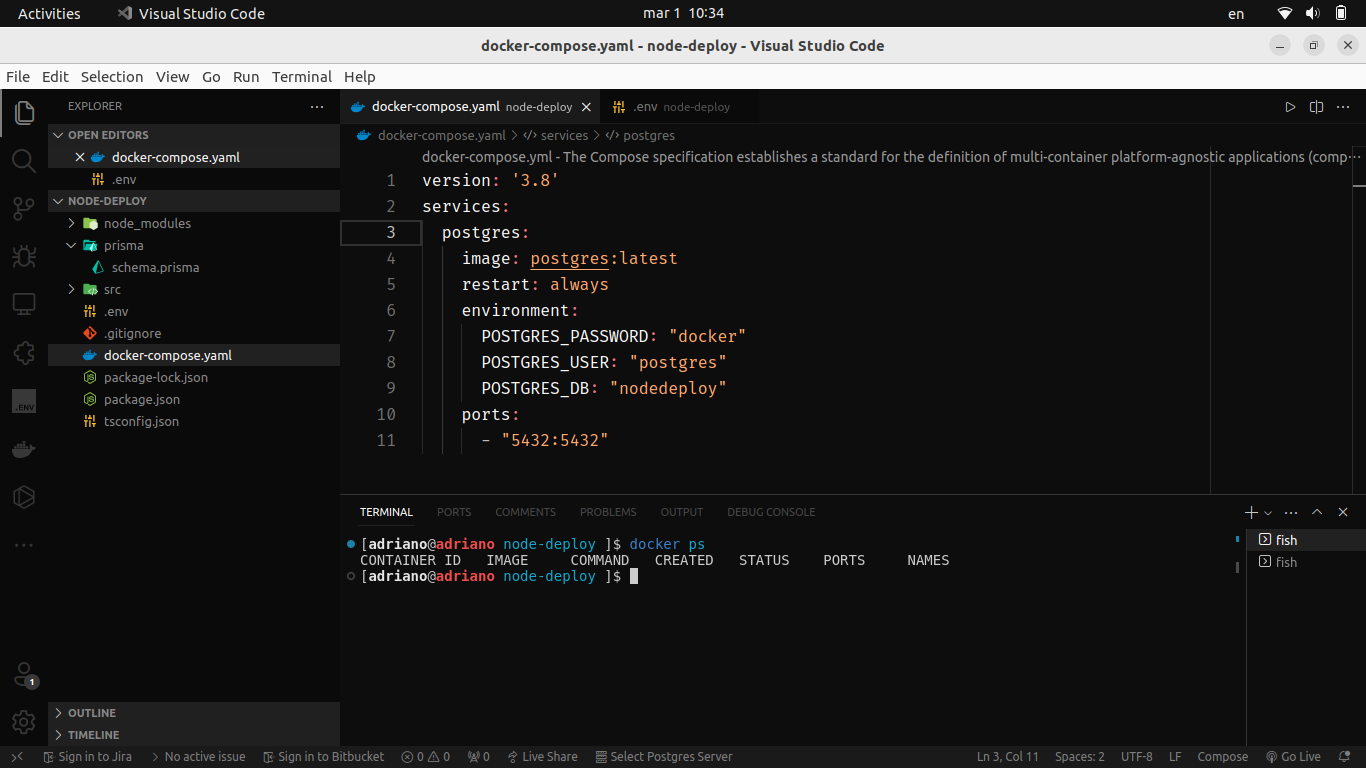 Activities Visual Studio Code mar 1 10:34 en
docker-compose.yaml - node-deploy - Visual Studio Code
File Edit Selection View Go Run Terminal Help
EXPLORER
OPEN EDITORS
docker-compose.yaml
.env
NODE-DEPLOY
node_modules
prisma
schema.prisma
src
.env
.gitignore
docker-compose.yaml
package-lock.json
package.json
tsconfig.json
OUTLINE
TIMELINE
.ENV
1
docker-compose.yaml node-deploy .env node-deploy
docker-compose.yaml > services > postgres
docker-compose.yml - The Compose specification establishes a standard for the definition of multi-container platform-agnostic applications (comp...
1 version: '3.8'
2 services:
3 postgres:
4 image: postgres:latest
5 restart: always
6 environment:
7 POSTGRES_PASSWORD: "docker"
8 POSTGRES_USER: "postgres"
9 POSTGRES_DB: "nodedeploy"
10 ports:
11 - "5432:5432"
TERMINAL PORTS COMMENTS PROBLEMS OUTPUT DEBUG CONSOLE
[adriano@adriano node-deploy ]$ docker ps
CONTAINER ID IMAGE COMMAND CREATED STATUS PORTS NAMES
[adriano@adriano node-deploy ]$
fish
fish
Sign in to Jira No active issue Sign in to Bitbucket 0 0 0 Live Share Select Postgres Server Ln 3, Col 11 Spaces: 2 UTF-8 LF Compose Go Live